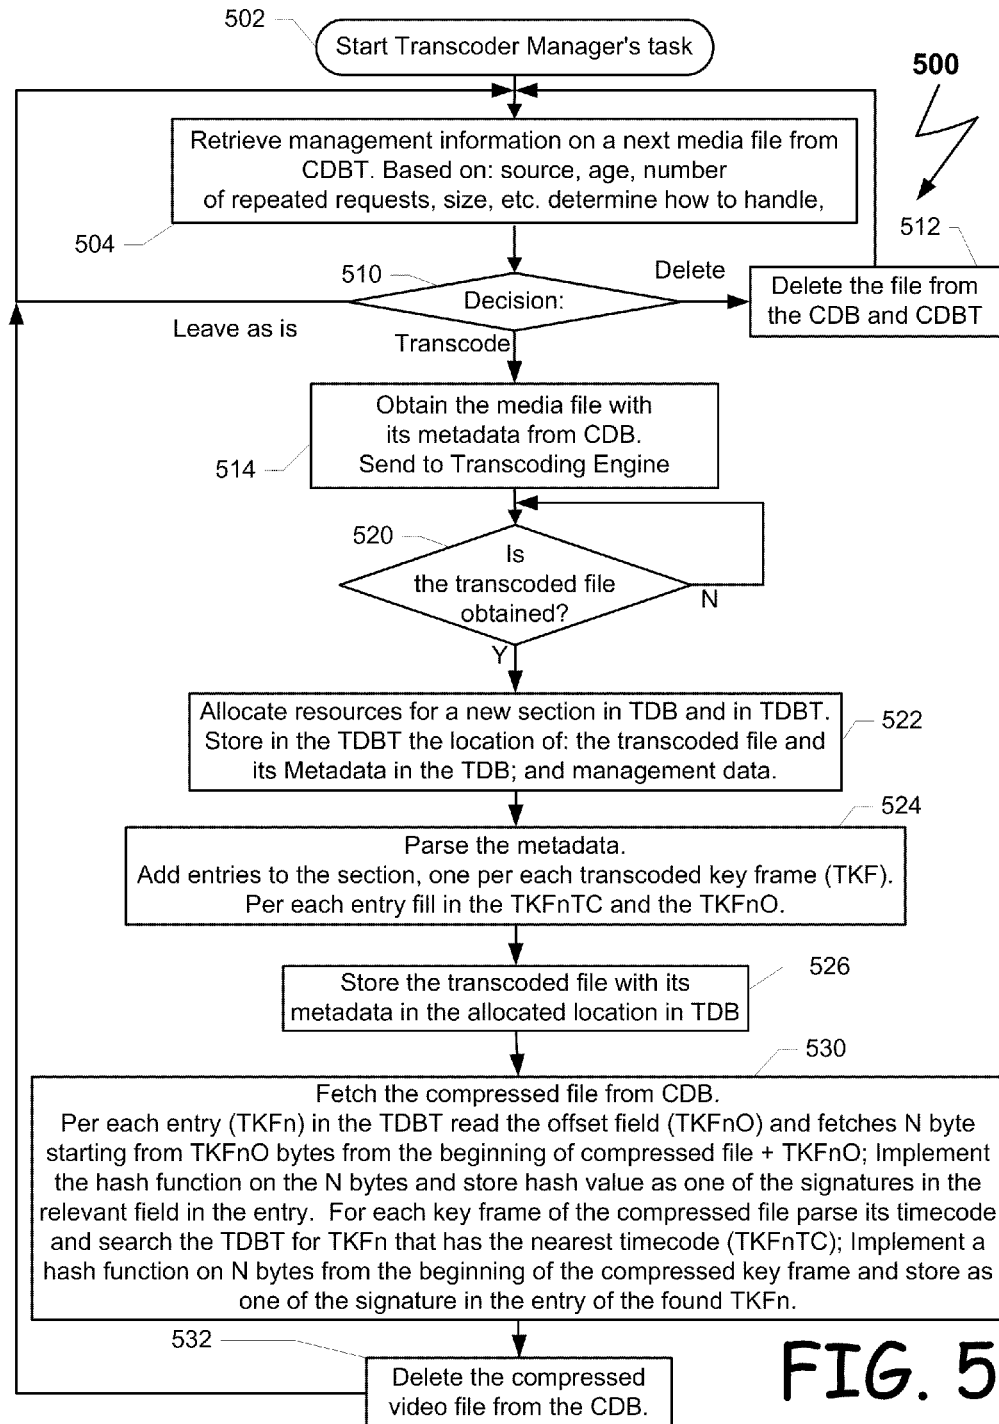 502
Start Transcoder Manager's task
500
Retrieve management information on a next media file from
CDBT. Based on: source, age, number
of repeated requests, size, etc. determine how to handle,
504
512
510
Decision:
Delete
Delete the file from
the CDB and CDBT
Leave as is
Transcode
Obtain the media file with
its metadata from CDB.
Send to Transcoding Engine
514
520
Is
the transcoded file
obtained?
N
Y
Allocate resources for a new section in TDB and in TDBT.
Store in the TDBT the location of: the transcoded file and
its Metadata in the TDB; and management data.
522
524
Parse the metadata.
Add entries to the section, one per each transcoded key frame (TKF).
Per each entry fill in the TKFnTC and the TKFnO.
Store the transcoded file with its
metadata in the allocated location in TDB
526
530
Fetch the compressed file from CDB.
Per each entry (TKFn) in the TDBT read the offset field (TKFnO) and fetches N byte
starting from TKFnO bytes from the beginning of compressed file + TKFnO; Implement
the hash function on the N bytes and store hash value as one of the signatures in the
relevant field in the entry. For each key frame of the compressed file parse its timecode
and search the TDBT for TKFn that has the nearest timecode (TKFnTC); Implement a
hash function on N bytes from the beginning of the compressed key frame and store as
one of the signature in the entry of the found TKFn.
532
Delete the compressed
video file from the CDB.
FIG. 5